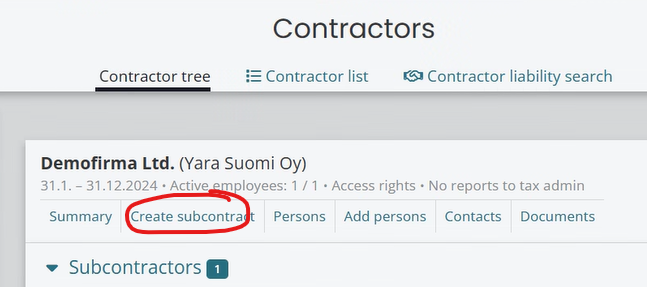 Contractors
Contractor tree Contractor list Contractor liability search
Demofirma Ltd. (Yara Suomi Oy)
31.1. – 31.12.2024 • Active employees: 1 / 1 • Access rights • No reports to tax admin
Summary Create subcontract Persons Add persons Contacts Documents
Subcontractors 1